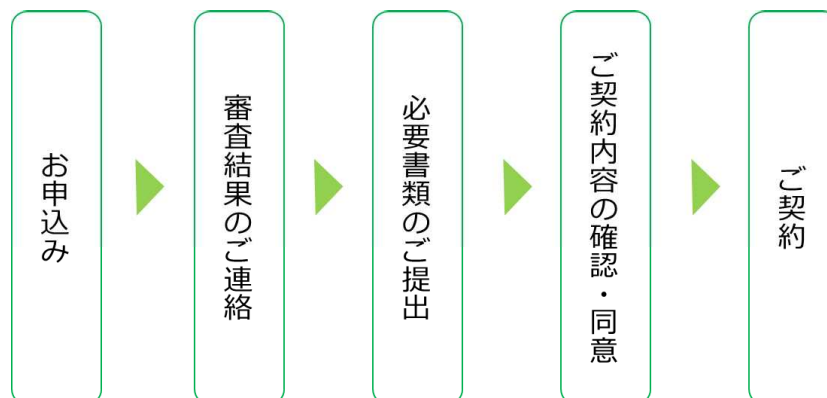 お申込み
審査結果のご連絡
必要書類のご提出
ご契約内容の確認・同意
ご契約